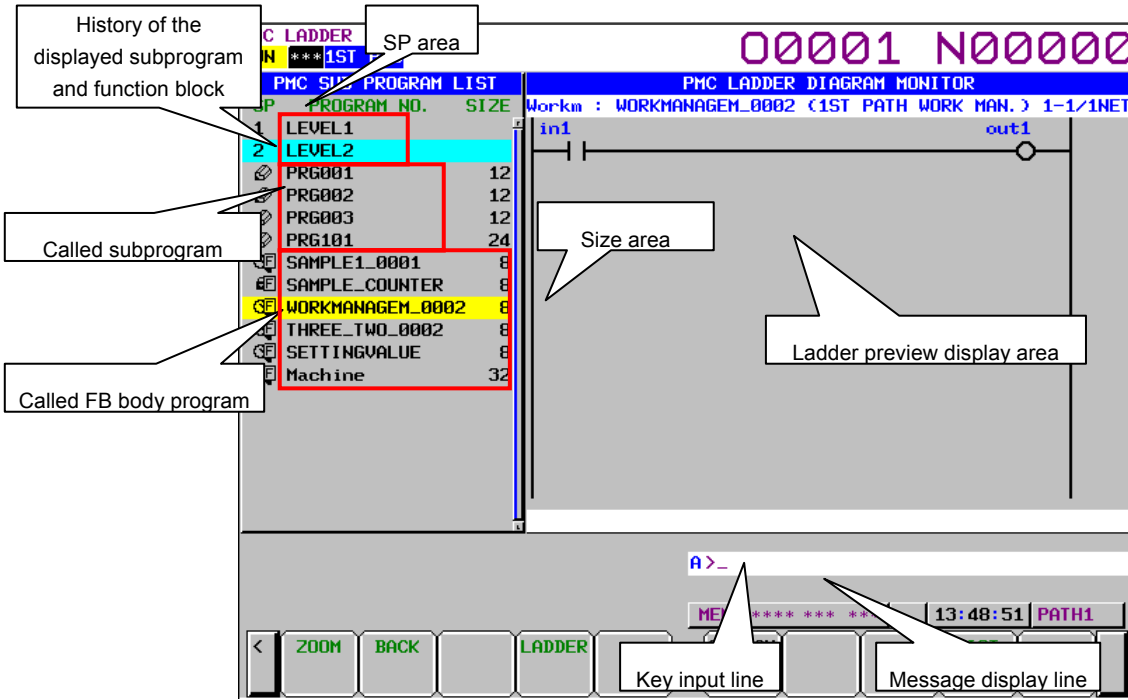 History of the
displayed subprogram
and function block
SP area
C LADDER
*** 1ST
O0001 N00000
PMC SUB PROGRAM LIST
PROGRAM NO. SIZE
1 LEVEL1
2 LEVEL2
PRG001 12
PRG002 12
PRG003 12
PRG101 24
SAMPLE1_0001 8
SAMPLE_COUNTER 8
WORKMANAGEM_0002 8
THREE_TWO_0002 8
SETTINGVALUE 8
Machine 32
Called subprogram
Called FB body program
PMC LADDER DIAGRAM MONITOR
Workm : WORKMANAGEM_0002 (1ST PATH WORK MAN.) 1-1/1NET
in1 out1
Size area
Ladder preview display area
A>_
**** *** 13:48:51 PATH1
< ZOOM BACK LADDER
Key input line
Message display line